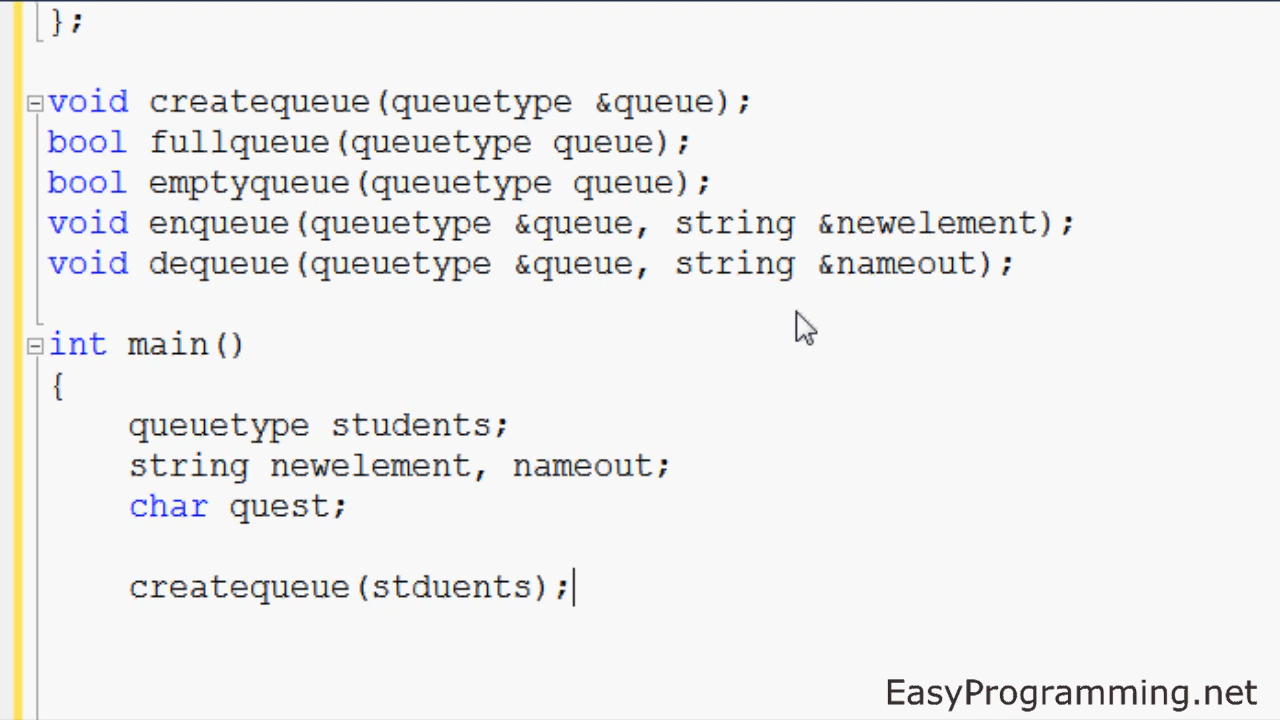 };
void createqueue(queuetype &queue);
bool fullqueue(queuetype queue);
bool emptyqueue(queuetype queue);
void enqueue(queuetype &queue, string &newelement);
void dequeue(queuetype &queue, string &nameout);
int main()
{
queuetype students;
string newelement, nameout;
char quest;
createqueue(stduents);
EasyProgramming.net